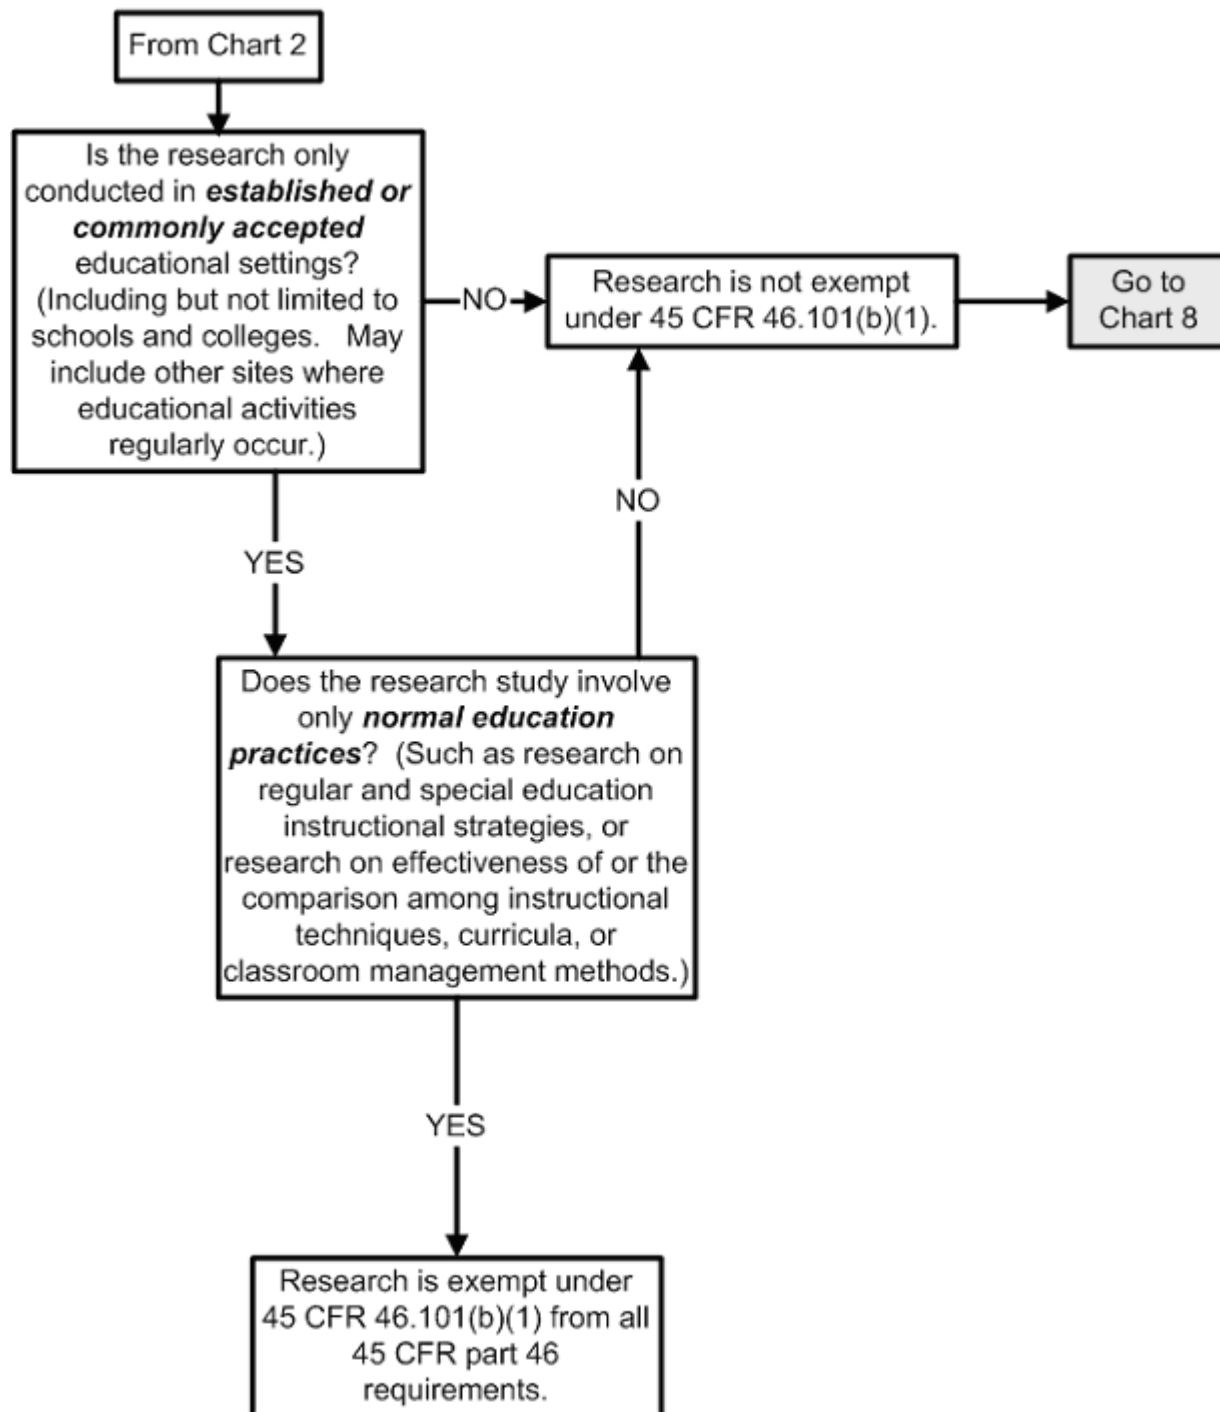 From Chart 2
Is the research only
conducted in established or
commonly accepted
educational settings?
(Including but not limited to
schools and colleges.   May
include other sites where
educational activities
regularly occur.)
NO
Research is not exempt
under 45 CFR 46.101(b)(1).
Go to
Chart 8
NO
YES
Does the research study involve
only normal education
practices?  (Such as research on
regular and special education
instructional strategies, or
research on effectiveness of or the
comparison among instructional
techniques, curricula, or
classroom management methods.)
YES
Research is exempt under
45 CFR 46.101(b)(1) from all
45 CFR part 46
requirements.